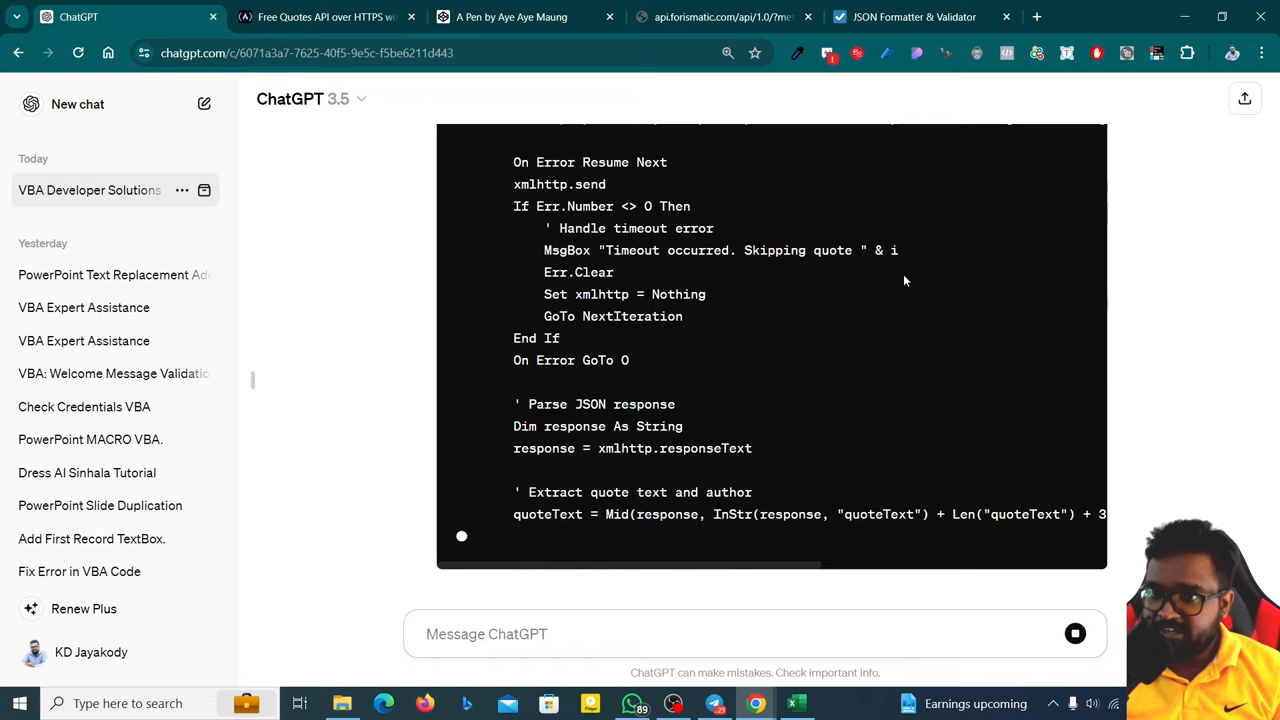 ChatGPT
Free Quotes API over HTTPS wit
A Pen by Aye Aye Maung
api.forismatic.com/api/1.0/?met
JSON Formatter & Validator
chatgpt.com/c/6071a3a7-7625-40f5-9e5c-f5be6211d443
New chat
ChatGPT 3.5
Today
VBA Developer Solutions
Yesterday
PowerPoint Text Replacement Ad
VBA Expert Assistance
VBA Expert Assistance
VBA: Welcome Message Validatio
Check Credentials VBA
PowerPoint MACRO VBA.
Dress AI Sinhala Tutorial
PowerPoint Slide Duplication
Add First Record TextBox.
Fix Error in VBA Code
Renew Plus
KD Jayakody
On Error Resume Next
xmlhttp.send
If Err.Number <> 0 Then
' Handle timeout error
MsgBox "Timeout occurred. Skipping quote " & i
Err.Clear
Set xmlhttp = Nothing
GoTo NextIteration
End If
On Error GoTo 0
' Parse JSON response
Dim response As String
response = xmlhttp.responseText
' Extract quote text and author
quoteText = Mid(response, InStr(response, "quoteText") + Len("quoteText") + 3
Message ChatGPT
ChatGPT can make mistakes. Check important info.
Type here to search
89
Earnings upcoming